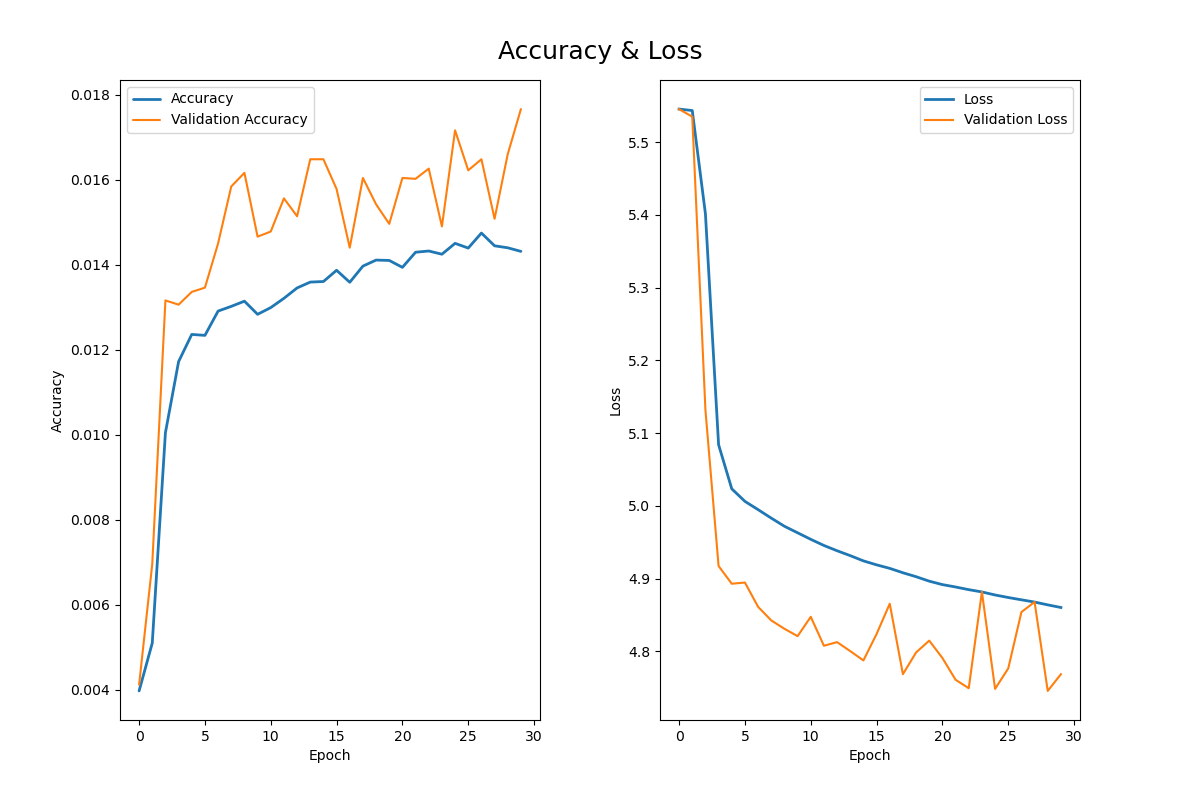 Accuracy & Loss
Accuracy
Validation Accuracy
0.018
0.016
0.014
0.012
0.010
0.008
0.006
0.004
Accuracy
0 5 10 15 20 25 30
Epoch
Loss
Validation Loss
5.5
5.4
5.3
5.2
5.1
5.0
4.9
4.8
Loss
0 5 10 15 20 25 30
Epoch